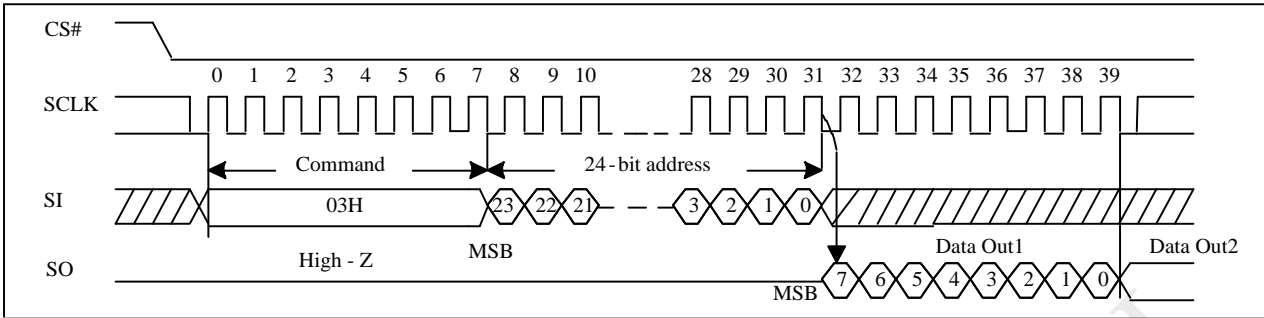 CS#
0 1 2 3 4 5 6 7 8 9 10 28 29 30 31 32 33 34 35 36 37 38 39
SCLK
Command 24-bit address
SI 03H 23 22 21 3 2 1 0
MSB Data Out1 Data Out2
High - Z
SO 7 6 5 4 3 2 1 0
MSB